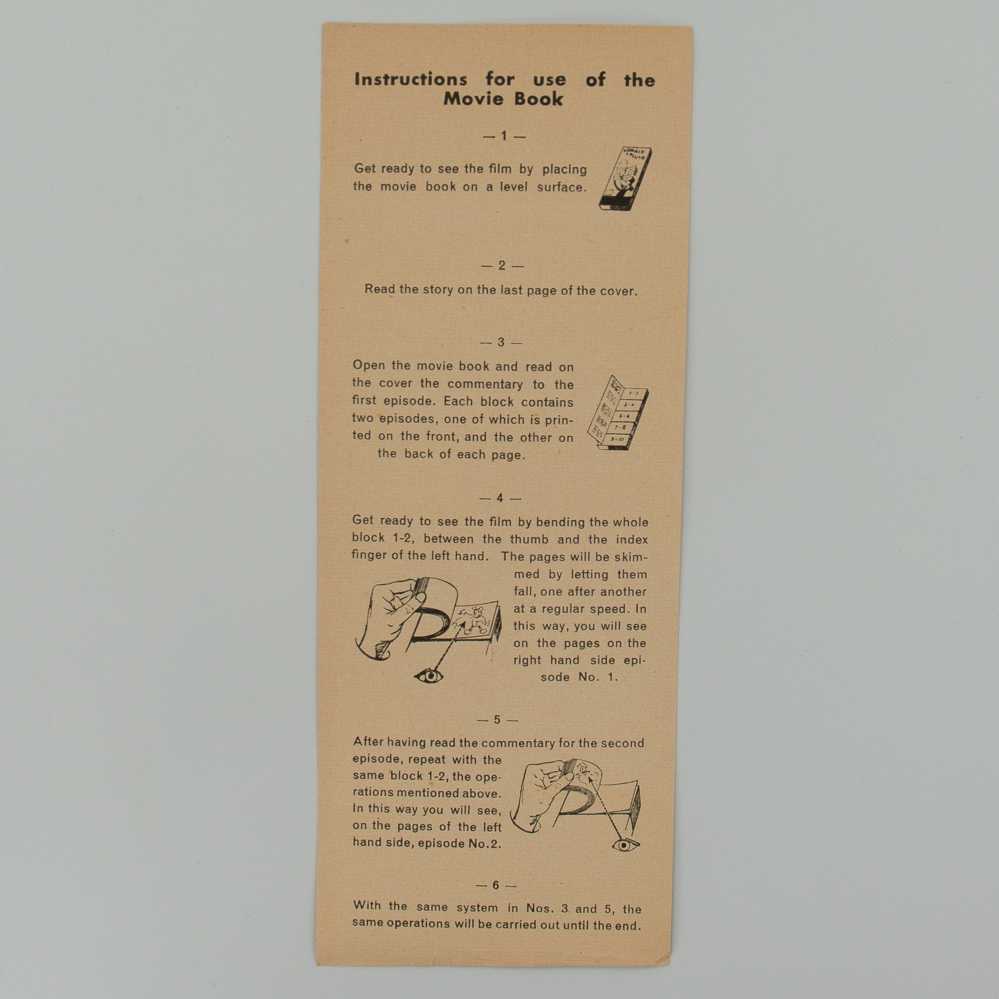 Instructions for use of the
Movie Book
— 1 —
Get ready to see the film by placing
the movie book on a level surface.
— 2 —
Read the story on the last page of the cover.
— 3 —
Open the movie book and read on
the cover the commentary to the
first episode. Each block contains
two episodes, one of which is prin-
ted on the front, and the other on
the back of each page.
— 4 —
Get ready to see the film by bending the whole
block 1-2, between the thumb and the index
finger of the left hand. The pages will be skim-
med by letting them
fall, one after another
at a regular speed. In
this way, you will see
on the pages on the
right hand side epi-
sode No. 1.
— 5 —
After having read the commentary for the second
episode, repeat with the
same block 1-2, the ope-
rations mentioned above.
In this way you will see,
on the pages of the left
hand side, episode No.2.
— 6 —
With the same system in Nos. 3 and 5, the
same operations will be carried out until the end.